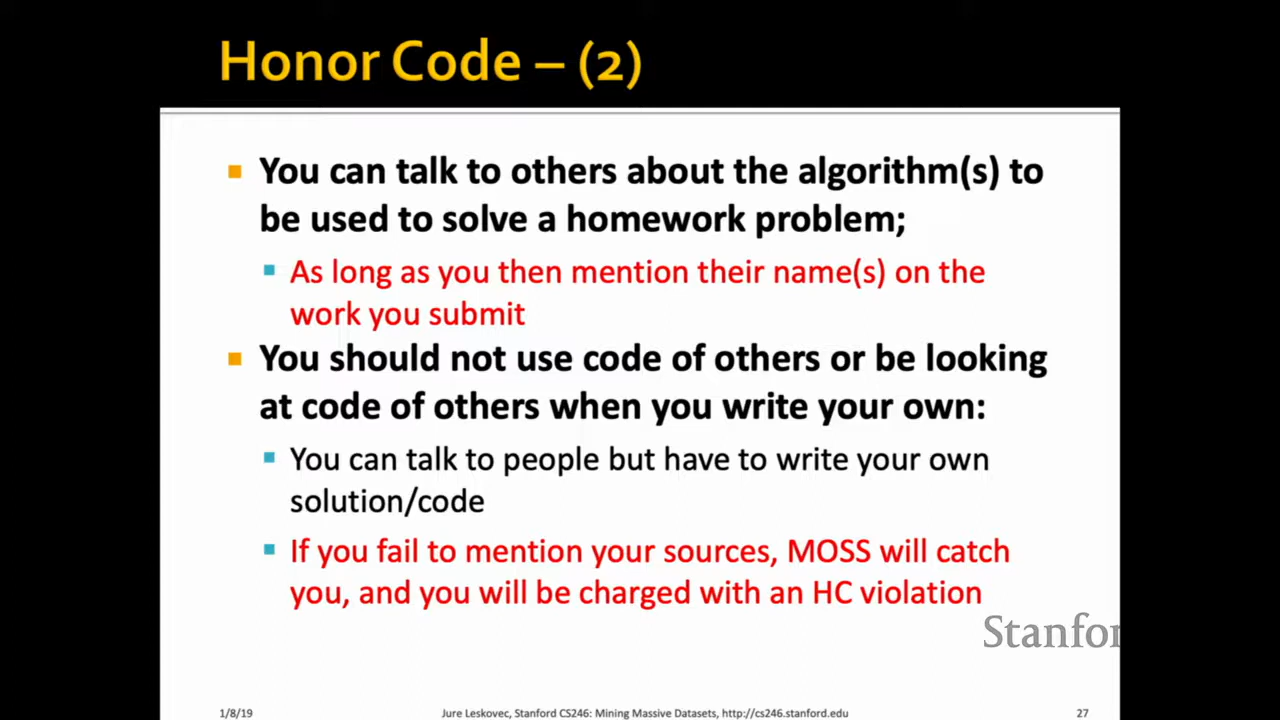 Honor Code – (2)
You can talk to others about the algorithm(s) to
be used to solve a homework problem;
As long as you then mention their name(s) on the
work you submit
You should not use code of others or be looking
at code of others when you write your own:
You can talk to people but have to write your own
solution/code
If you fail to mention your sources, MOSS will catch
you, and you will be charged with an HC violation
Stanfor
1/8/19
Jure Leskovec, Stanford CS246: Mining Massive Datasets, http://cs246.stanford.edu
27